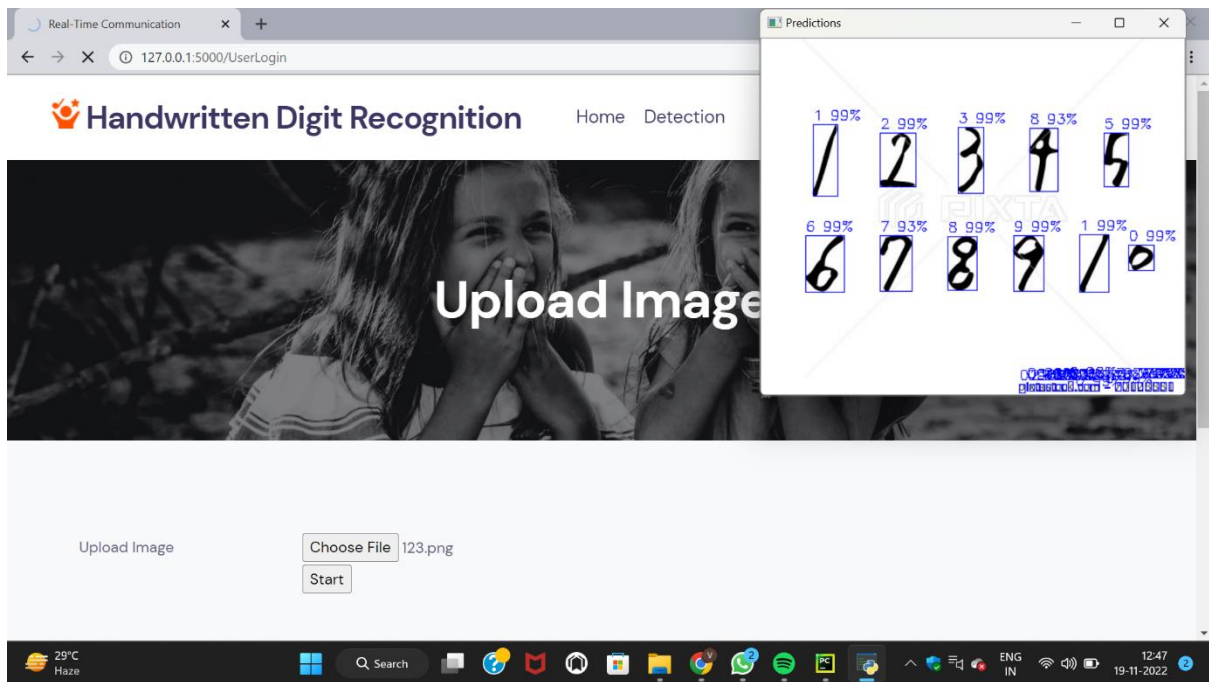 Real-Time Communication
127.0.0.1:5000/UserLogin
Handwritten Digit Recognition
Home Detection
Upload Image
Predictions
1 99% 2 99% 3 99% 8 93% 5 99%
1 2 3 4 5
PIXTA
6 99% 7 93% 8 99% 9 99% 1 99% 0 99%
6 7 8 9 1 0
Upload Image Choose File 123.png
Start
29°C
Haze
Search
ENG
IN
12:47
19-11-2022
2